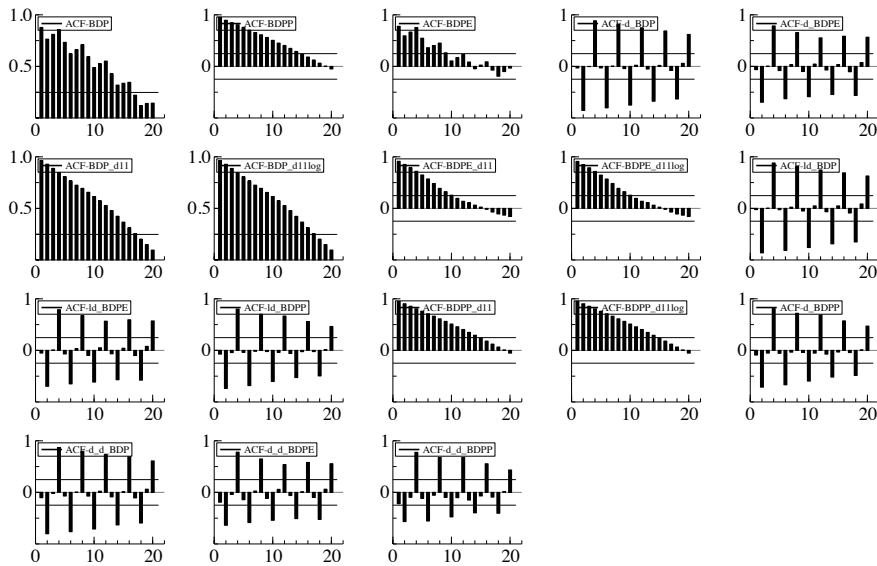 ACF-BDP
1.0
0.5
0 10 20
ACF-BDPP
1
0
0 10 20
ACF-BDPE
1
0
0 10 20
ACF-d_BDP
1
0
0 10 20
ACF-d_BDPE
1
0
0 10 20
ACF-BDP_d11
1.0
0.5
0 10 20
ACF-BDP_d11log
1.0
0.5
0 10 20
ACF-BDPE_d11
1
0
0 10 20
ACF-BDPE_d11log
1
0
0 10 20
ACF-ld_BDP
1
0
0 10 20
ACF-ld_BDPE
1
0
0 10 20
ACF-ld_BDPP
1
0
0 10 20
ACF-BDPP_d11
1
0
0 10 20
ACF-BDPP_d11log
1
0
0 10 20
ACF-d_BDPP
1
0
0 10 20
ACF-d_d_BDP
1
0
0 10 20
ACF-d_d_BDPE
1
0
0 10 20
ACF-d_d_BDPP
1
0
0 10 20